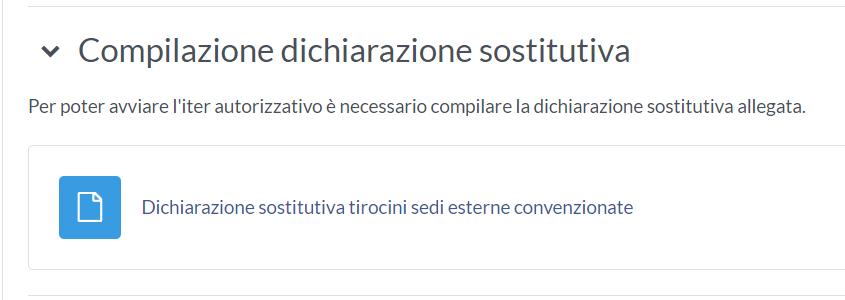 Compilazione dichiarazione sostitutiva
Per poter avviare l'iter autorizzativo è necessario compilare la dichiarazione sostitutiva allegata.
Dichiarazione sostitutiva tirocini sedi esterne convenzionate